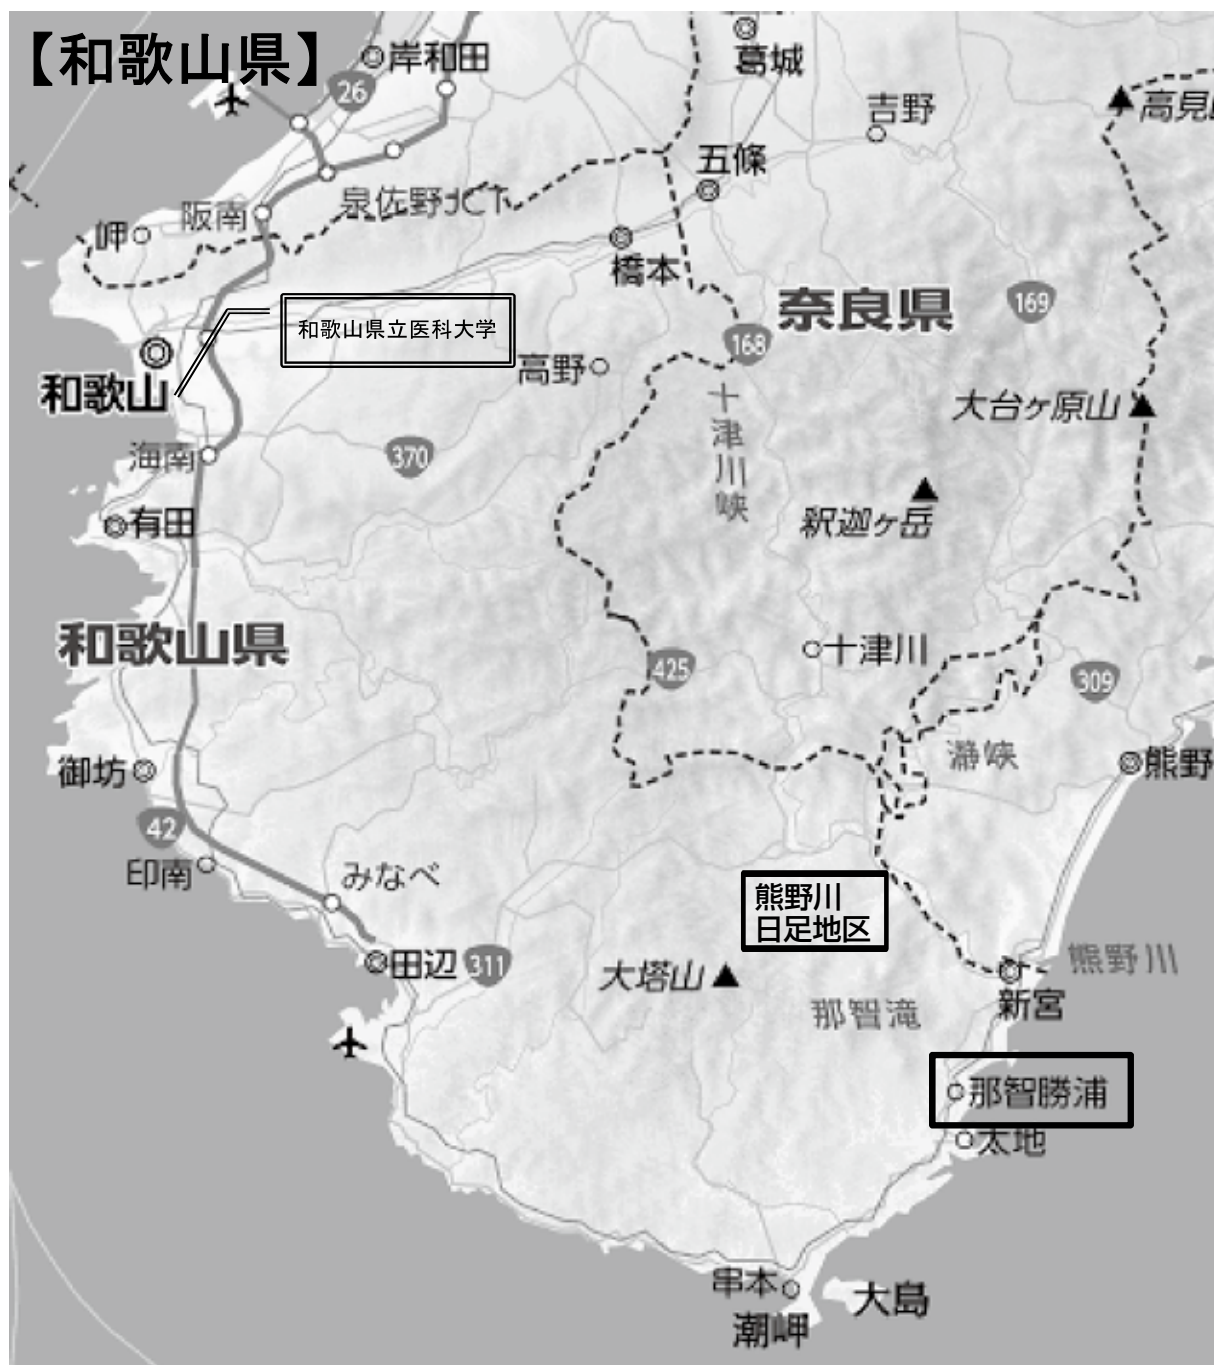 【和歌山県】
岸和田
26
葛城
吉野
五條
泉佐野JCT
阪南
岬
橋本
和歌山県立医科大学
奈良県
169
168
高野
和歌山
十津川峡
大台ヶ原山
海南
370
釈迦ヶ岳
有田
和歌山県
425
十津川
309
瀞峡
熊野
御坊
42
印南
みなべ
熊野川
日足地区
田辺
311
大塔山
熊野川
新宮
那智滝
那智勝浦
太地
串本
大島
潮岬